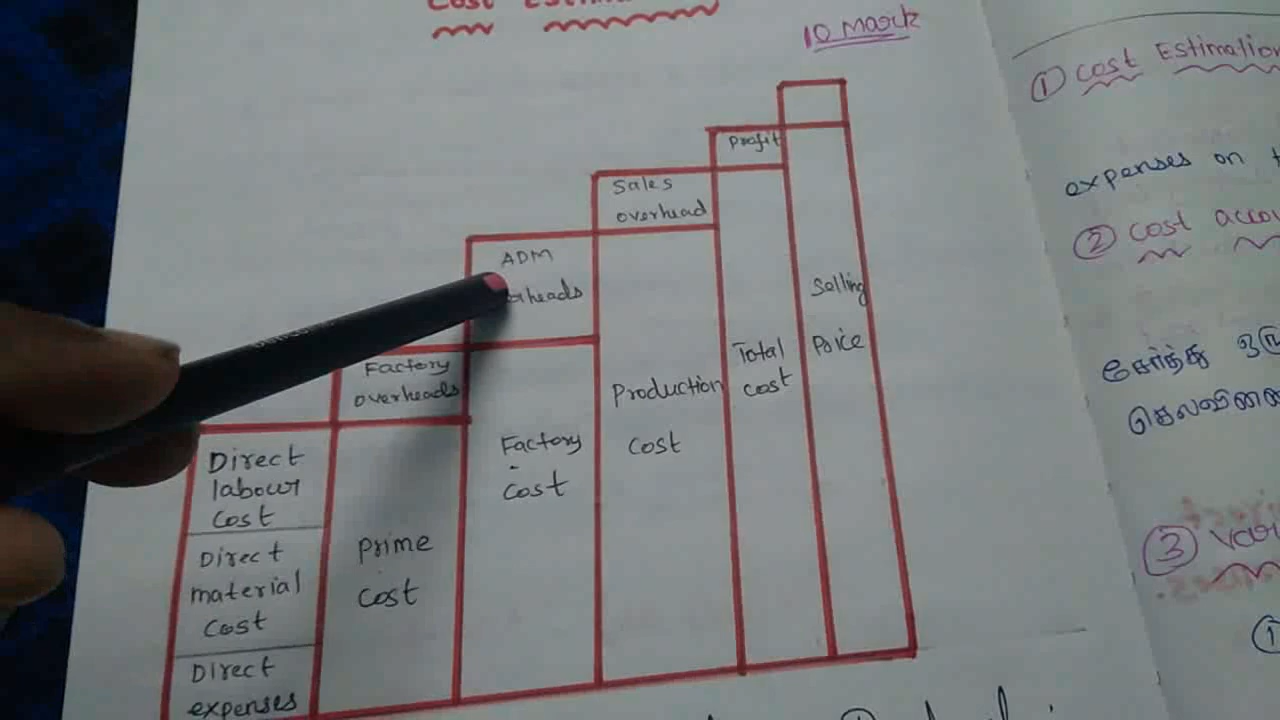 Cost
10 Mark
Profit
Sales
overhead
ADM
Factory
overheads
Direct
labour
cost
Direct
material
cost
Direct
expenses
Prime
cost
Factory
cost
Production
cost
Total
cost
Selling
Price
① Cost Estimation
expenses on
② Cost
சேர்த்து
③